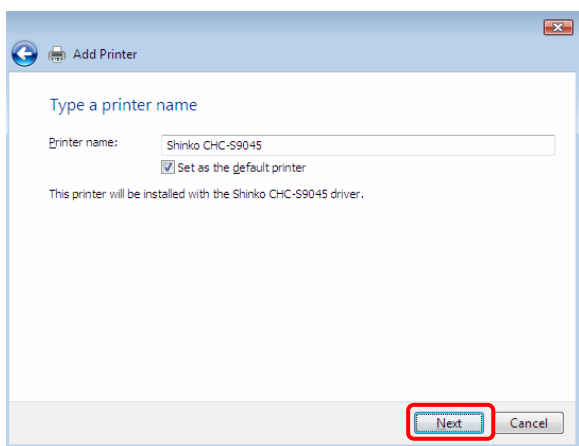 Add Printer
Type a printer name
Printer name: Shinko CHC-S9045
Set as the default printer
This printer will be installed with the Shinko CHC-S9045 driver.
Next Cancel